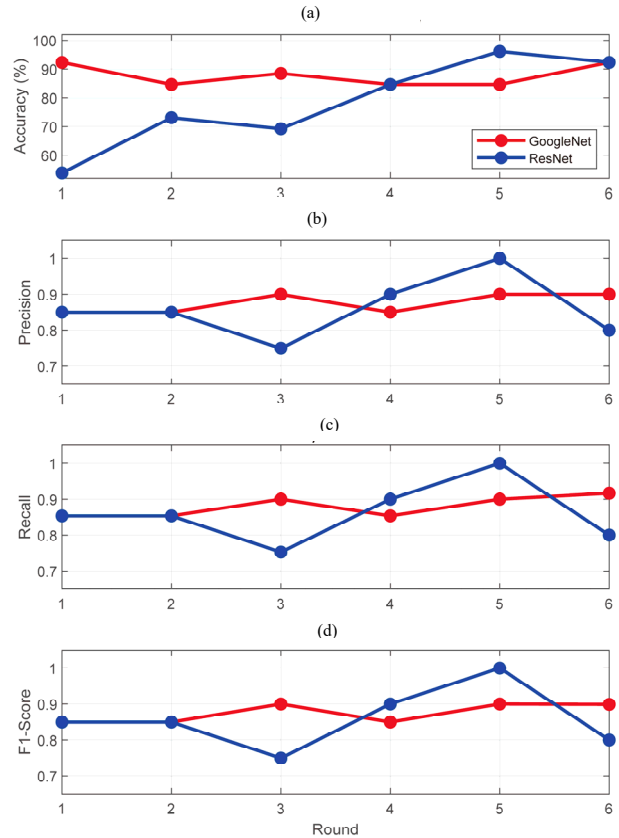 (a)
Accuracy (%)
100
90
80
70
60
GoogleNet
ResNet
1 2 3 4 5 6
(b)
Precision
1
0.9
0.8
0.7
1 2 3 4 5 6
(c)
Recall
1
0.9
0.8
0.7
1 2 3 4 5 6
(d)
F1-Score
1
0.9
0.8
0.7
1 2 3 4 5 6
Round